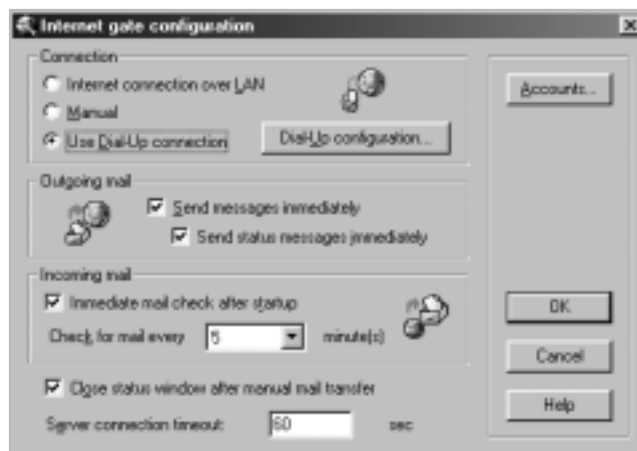 Internet gate configuration
Connection
Internet connection over LAN
Manual
Use Dial-Up connection
Dial-Up configuration...
Accounts...
Outgoing mail
Send messages immediately
Send status messages immediately
Incoming mail
Immediate mail check after startup
Check for mail every 5 minute(s)
Close status window after manual mail transfer
Server connection timeout: 60 sec
OK
Cancel
Help